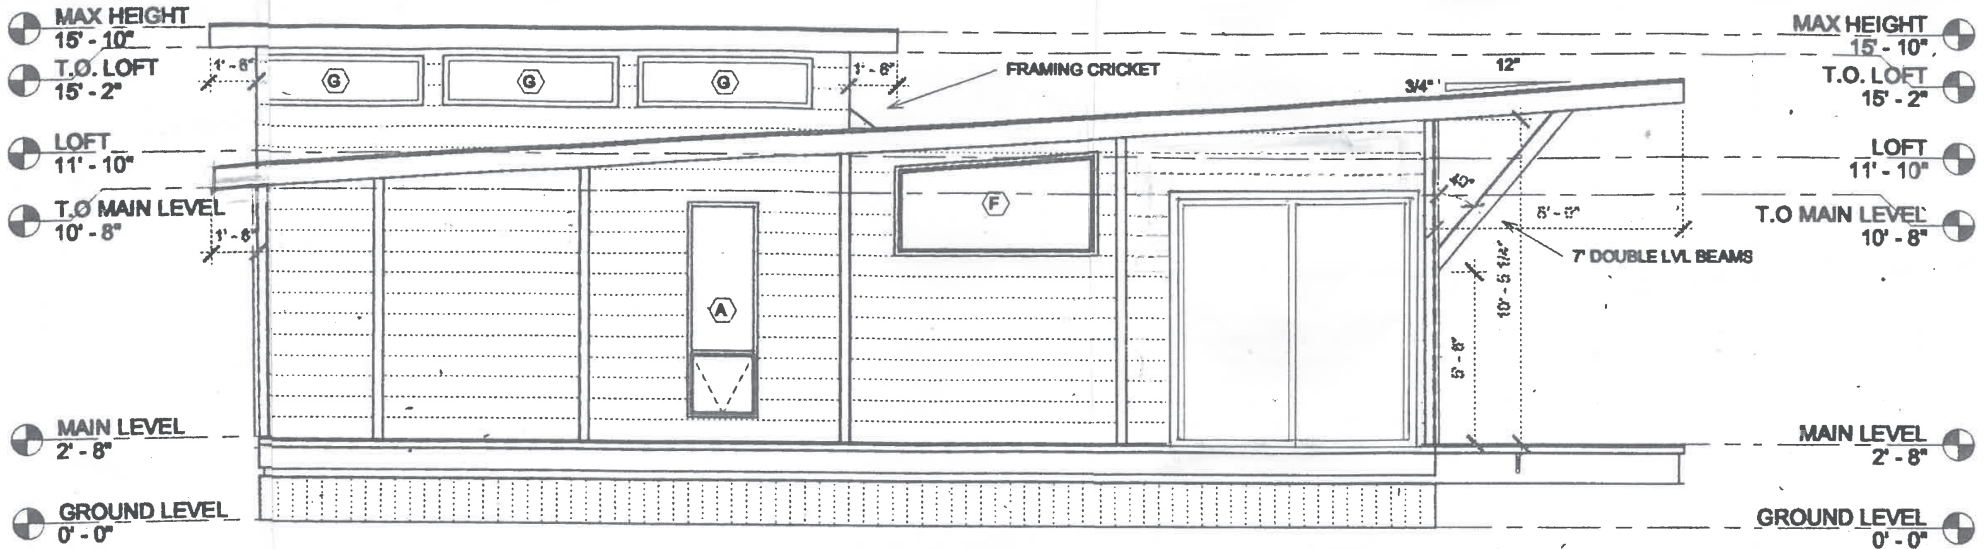 MAX HEIGHT
15' - 10"
T.O. LOFT
15' - 2"
LOFT
11' - 10"
T.O MAIN LEVEL
10' - 8"
MAIN LEVEL
2' - 8"
GROUND LEVEL
0' - 0"
1' - 6"
G
G
G
1' - 6"
FRAMING CRICKET
12"
3/4"
1' - 6"
A
F
40°
10' - 5 1/4"
7' DOUBLE LVL BEAMS
MAX HEIGHT
15' - 10"
T.O. LOFT
15' - 2"
LOFT
11' - 10"
T.O MAIN LEVEL
10' - 8"
MAIN LEVEL
2' - 8"
GROUND LEVEL
0' - 0"